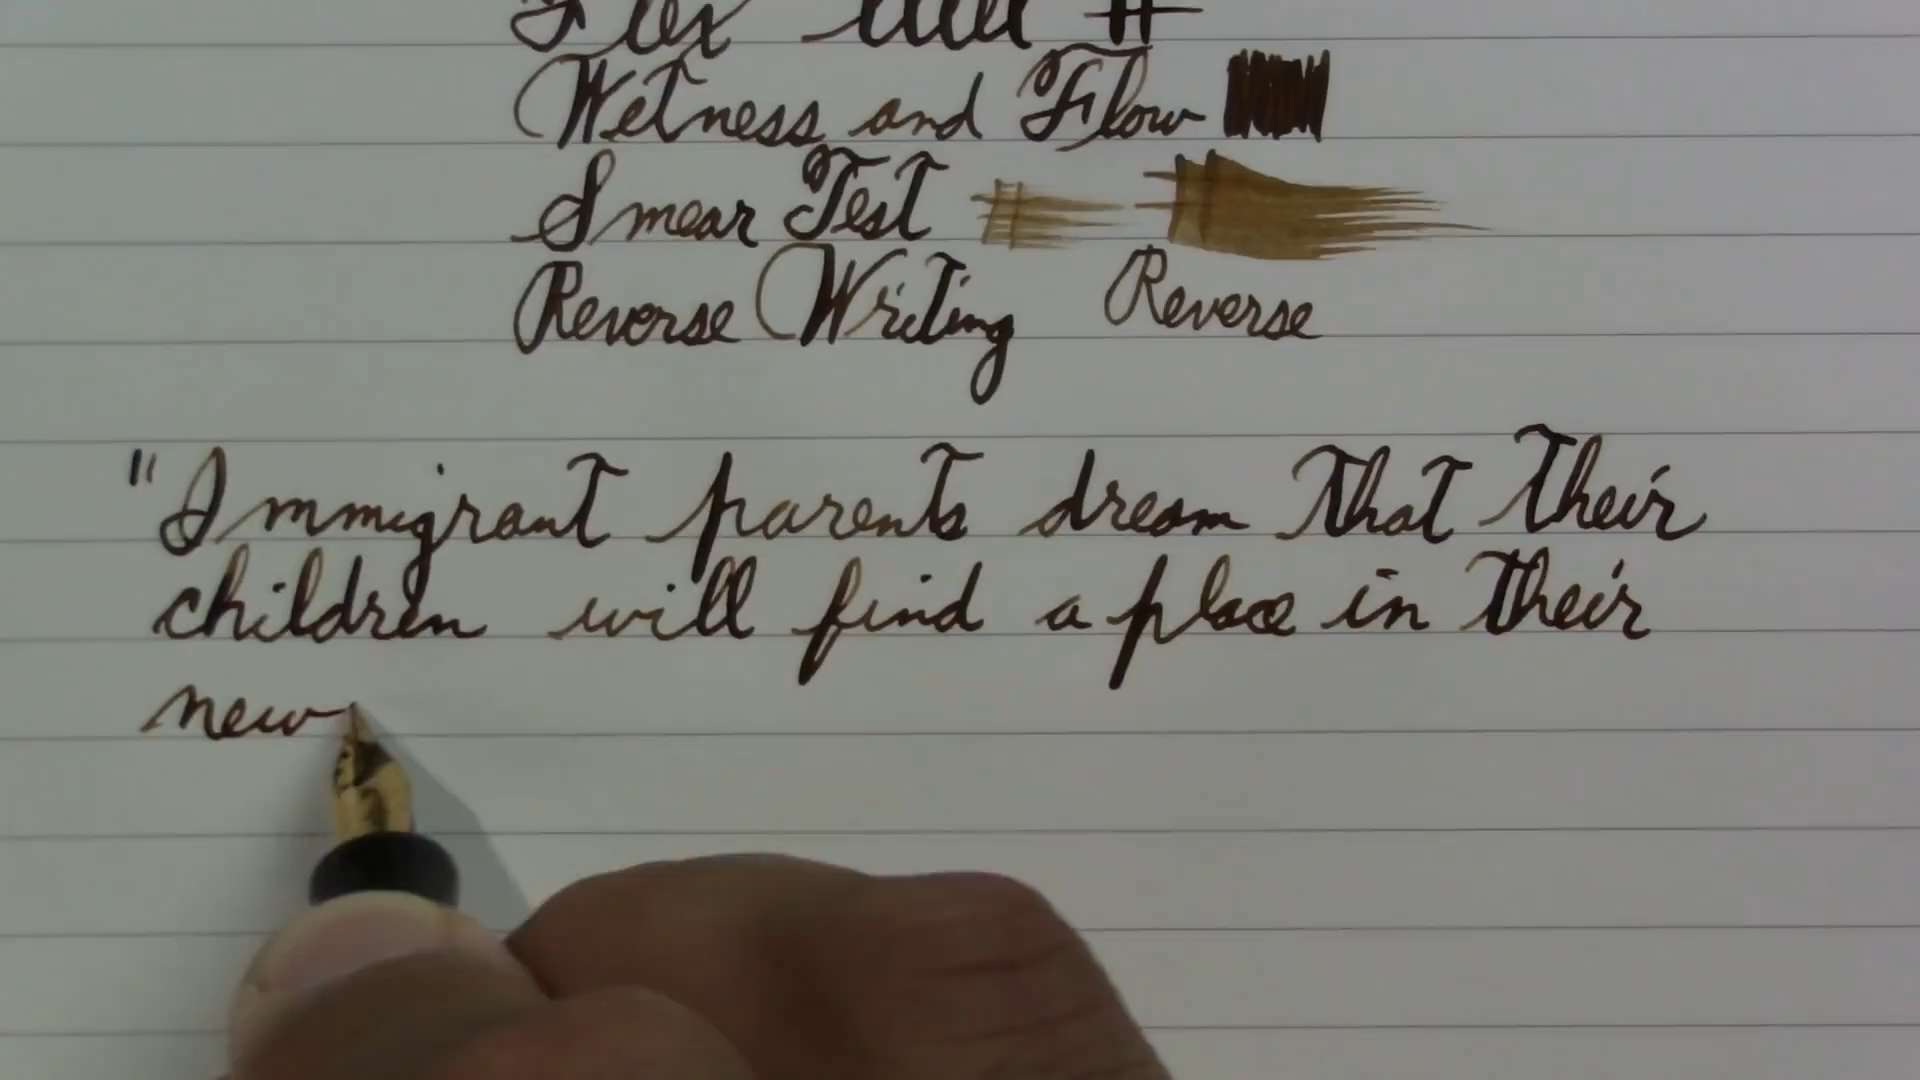 Flex
Wetness and Flow
Smear Test
Reverse Writing Reverse
"Immigrant parents dream that their
children will find a place in their
new